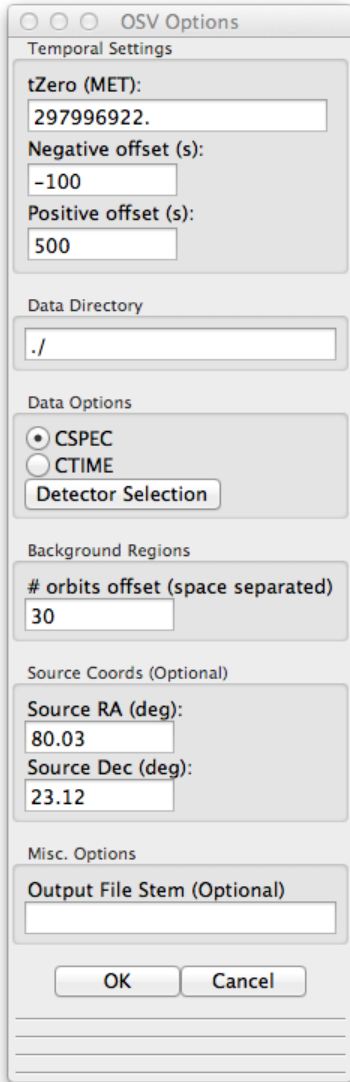 OSV Options
Temporal Settings
tZero (MET):
297996922.
Negative offset (s):
-100
Positive offset (s):
500
Data Directory
./
Data Options
CSPEC
CTIME
Detector Selection
Background Regions
# orbits offset (space separated)
30
Source Coords (Optional)
Source RA (deg):
80.03
Source Dec (deg):
23.12
Misc. Options
Output File Stem (Optional)
OK Cancel